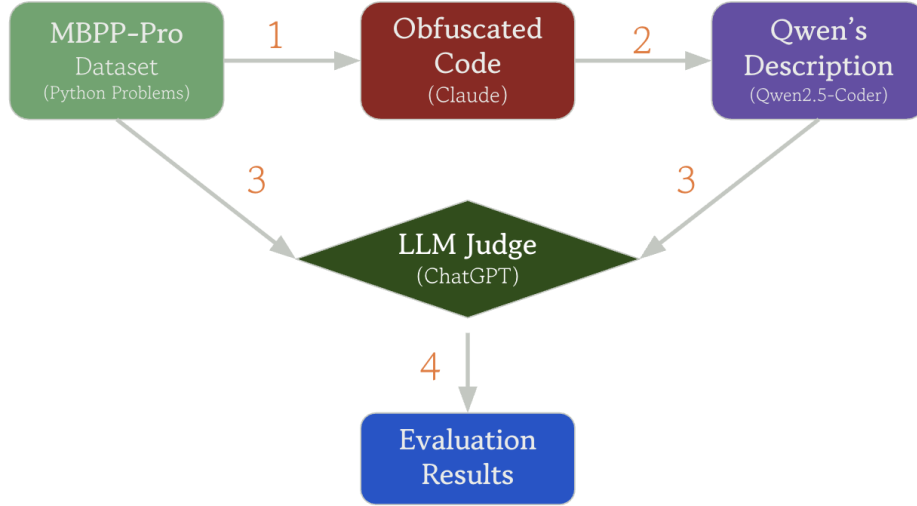 MBPP-Pro
Dataset
(Python Problems)
1
Obfuscated
Code
(Claude)
2
Qwen's
Description
(Qwen2.5-Coder)
3
3
LLM Judge
(ChatGPT)
4
Evaluation
Results